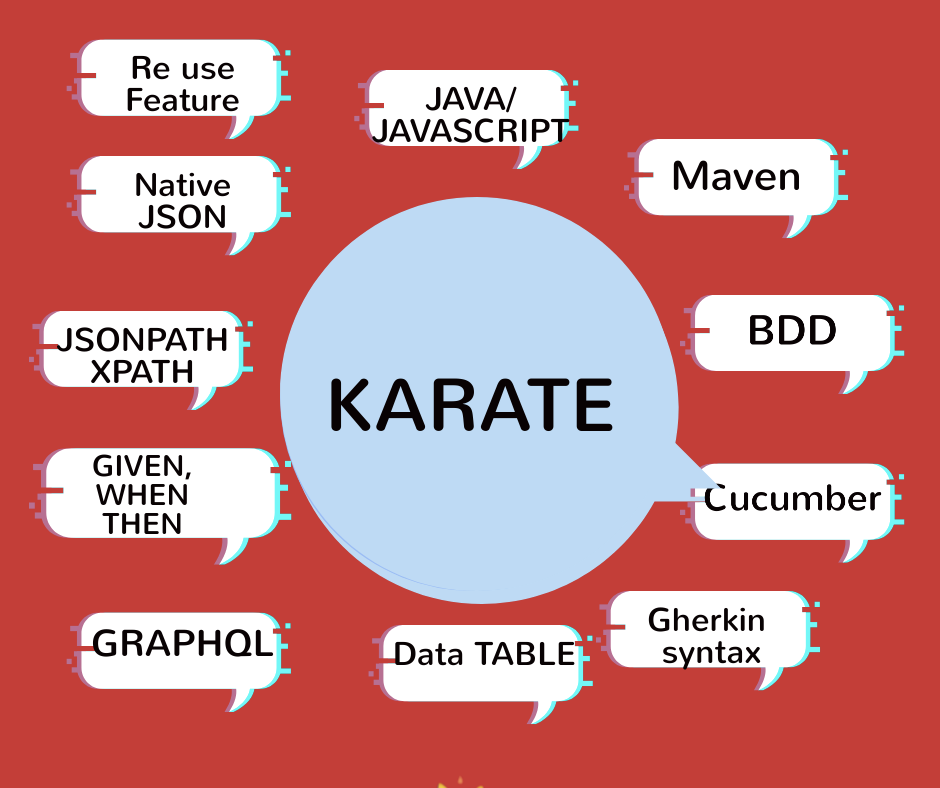 Re use
Feature
JAVA/
JAVASCRIPT
Maven
Native
JSON
JSONPATH
XPATH
BDD
KARATE
GIVEN,
WHEN
THEN
Cucumber
GRAPHQL
Data TABLE
Gherkin
syntax